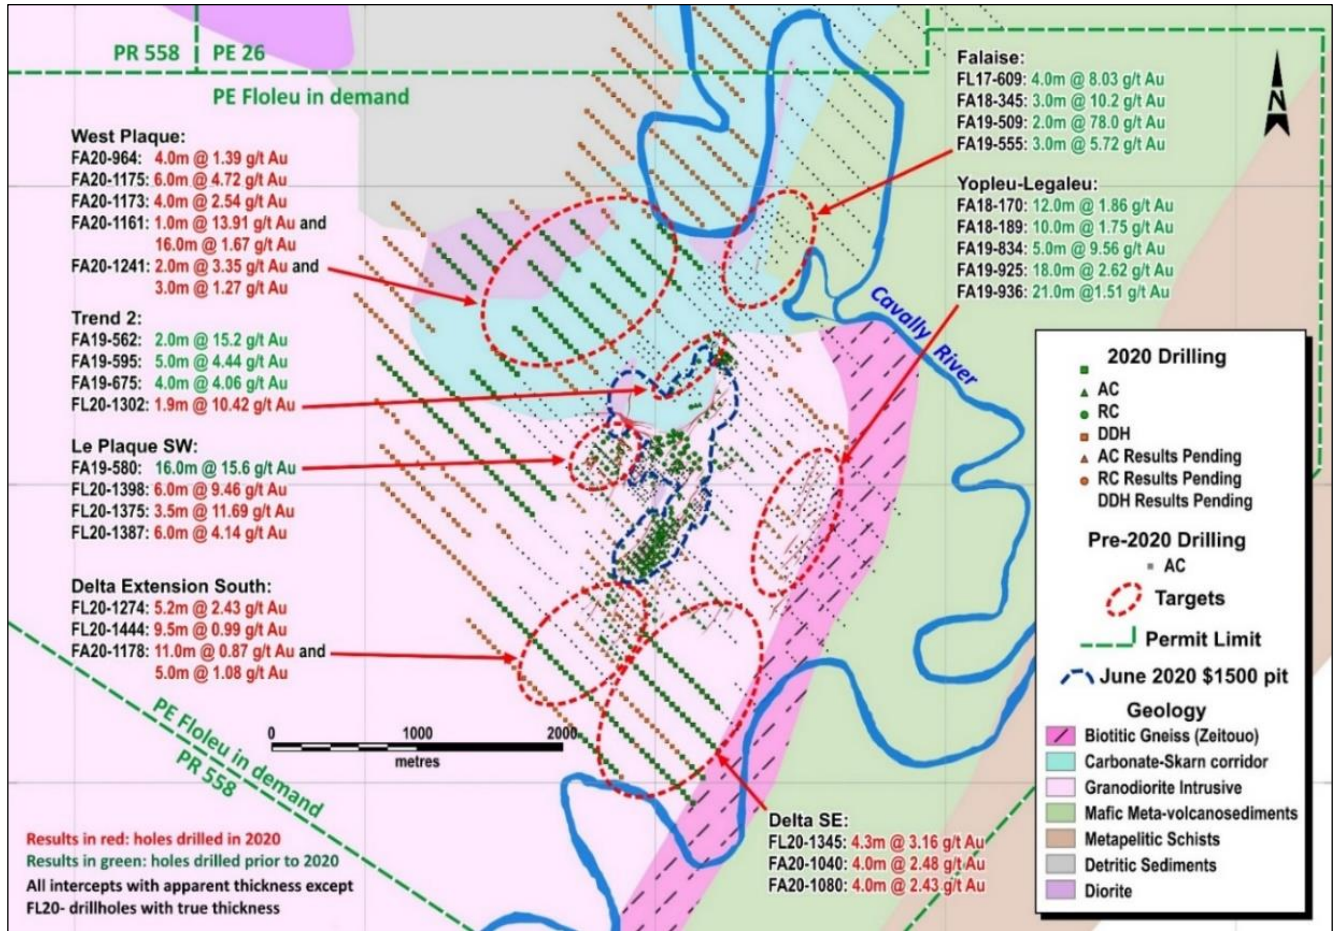 PR 558
PE 26
PE Floleu in demand
West Plaque:
FA20-964: 4.0m @ 1.39 g/t Au
FA20-1175: 6.0m @ 4.72 g/t Au
FA20-1173: 4.0m @ 2.54 g/t Au
FA20-1161: 1.0m @ 13.91 g/t Au and
16.0m @ 1.67 g/t Au
FA20-1241: 2.0m @ 3.35 g/t Au and
3.0m @ 1.27 g/t Au
Trend 2:
FA19-562: 2.0m @ 15.2 g/t Au
FA19-595: 5.0m @ 4.44 g/t Au
FA19-675: 4.0m @ 4.06 g/t Au
FL20-1302: 1.9m @ 10.42 g/t Au
Le Plaque SW:
FA19-580: 16.0m @ 15.6 g/t Au
FL20-1398: 6.0m @ 9.46 g/t Au
FL20-1375: 3.5m @ 11.69 g/t Au
FL20-1387: 6.0m @ 4.14 g/t Au
Delta Extension South:
FL20-1274: 5.2m @ 2.43 g/t Au
FL20-1444: 9.5m @ 0.99 g/t Au
FA20-1178: 11.0m @ 0.87 g/t Au and
5.0m @ 1.08 g/t Au
PE Floleu in demand
PR 558
0 1000 2000
metres
Results in red: holes drilled in 2020
Results in green: holes drilled prior to 2020
All intercepts with apparent thickness except
FL20- drillholes with true thickness
Falaise:
FL17-609: 4.0m @ 8.03 g/t Au
FA18-345: 3.0m @ 10.2 g/t Au
FA19-509: 2.0m @ 78.0 g/t Au
FA19-555: 3.0m @ 5.72 g/t Au
Yopleu-Legaleu:
FA18-170: 12.0m @ 1.86 g/t Au
FA18-189: 10.0m @ 1.75 g/t Au
FA19-834: 5.0m @ 9.56 g/t Au
FA19-925: 18.0m @ 2.62 g/t Au
FA19-936: 21.0m @1.51 g/t Au
N
Cavally River
Delta SE:
FL20-1345: 4.3m @ 3.16 g/t Au
FA20-1040: 4.0m @ 2.48 g/t Au
FA20-1080: 4.0m @ 2.43 g/t Au
2020 Drilling
AC
RC
DDH
AC Results Pending
RC Results Pending
DDH Results Pending
Pre-2020 Drilling
AC
Targets
Permit Limit
June 2020 $1500 pit
Geology
Biotitic Gneiss (Zeitouo)
Carbonate-Skarn corridor
Granodiorite Intrusive
Mafic Meta-volcanosediments
Metapelitic Schists
Detritic Sediments
Diorite